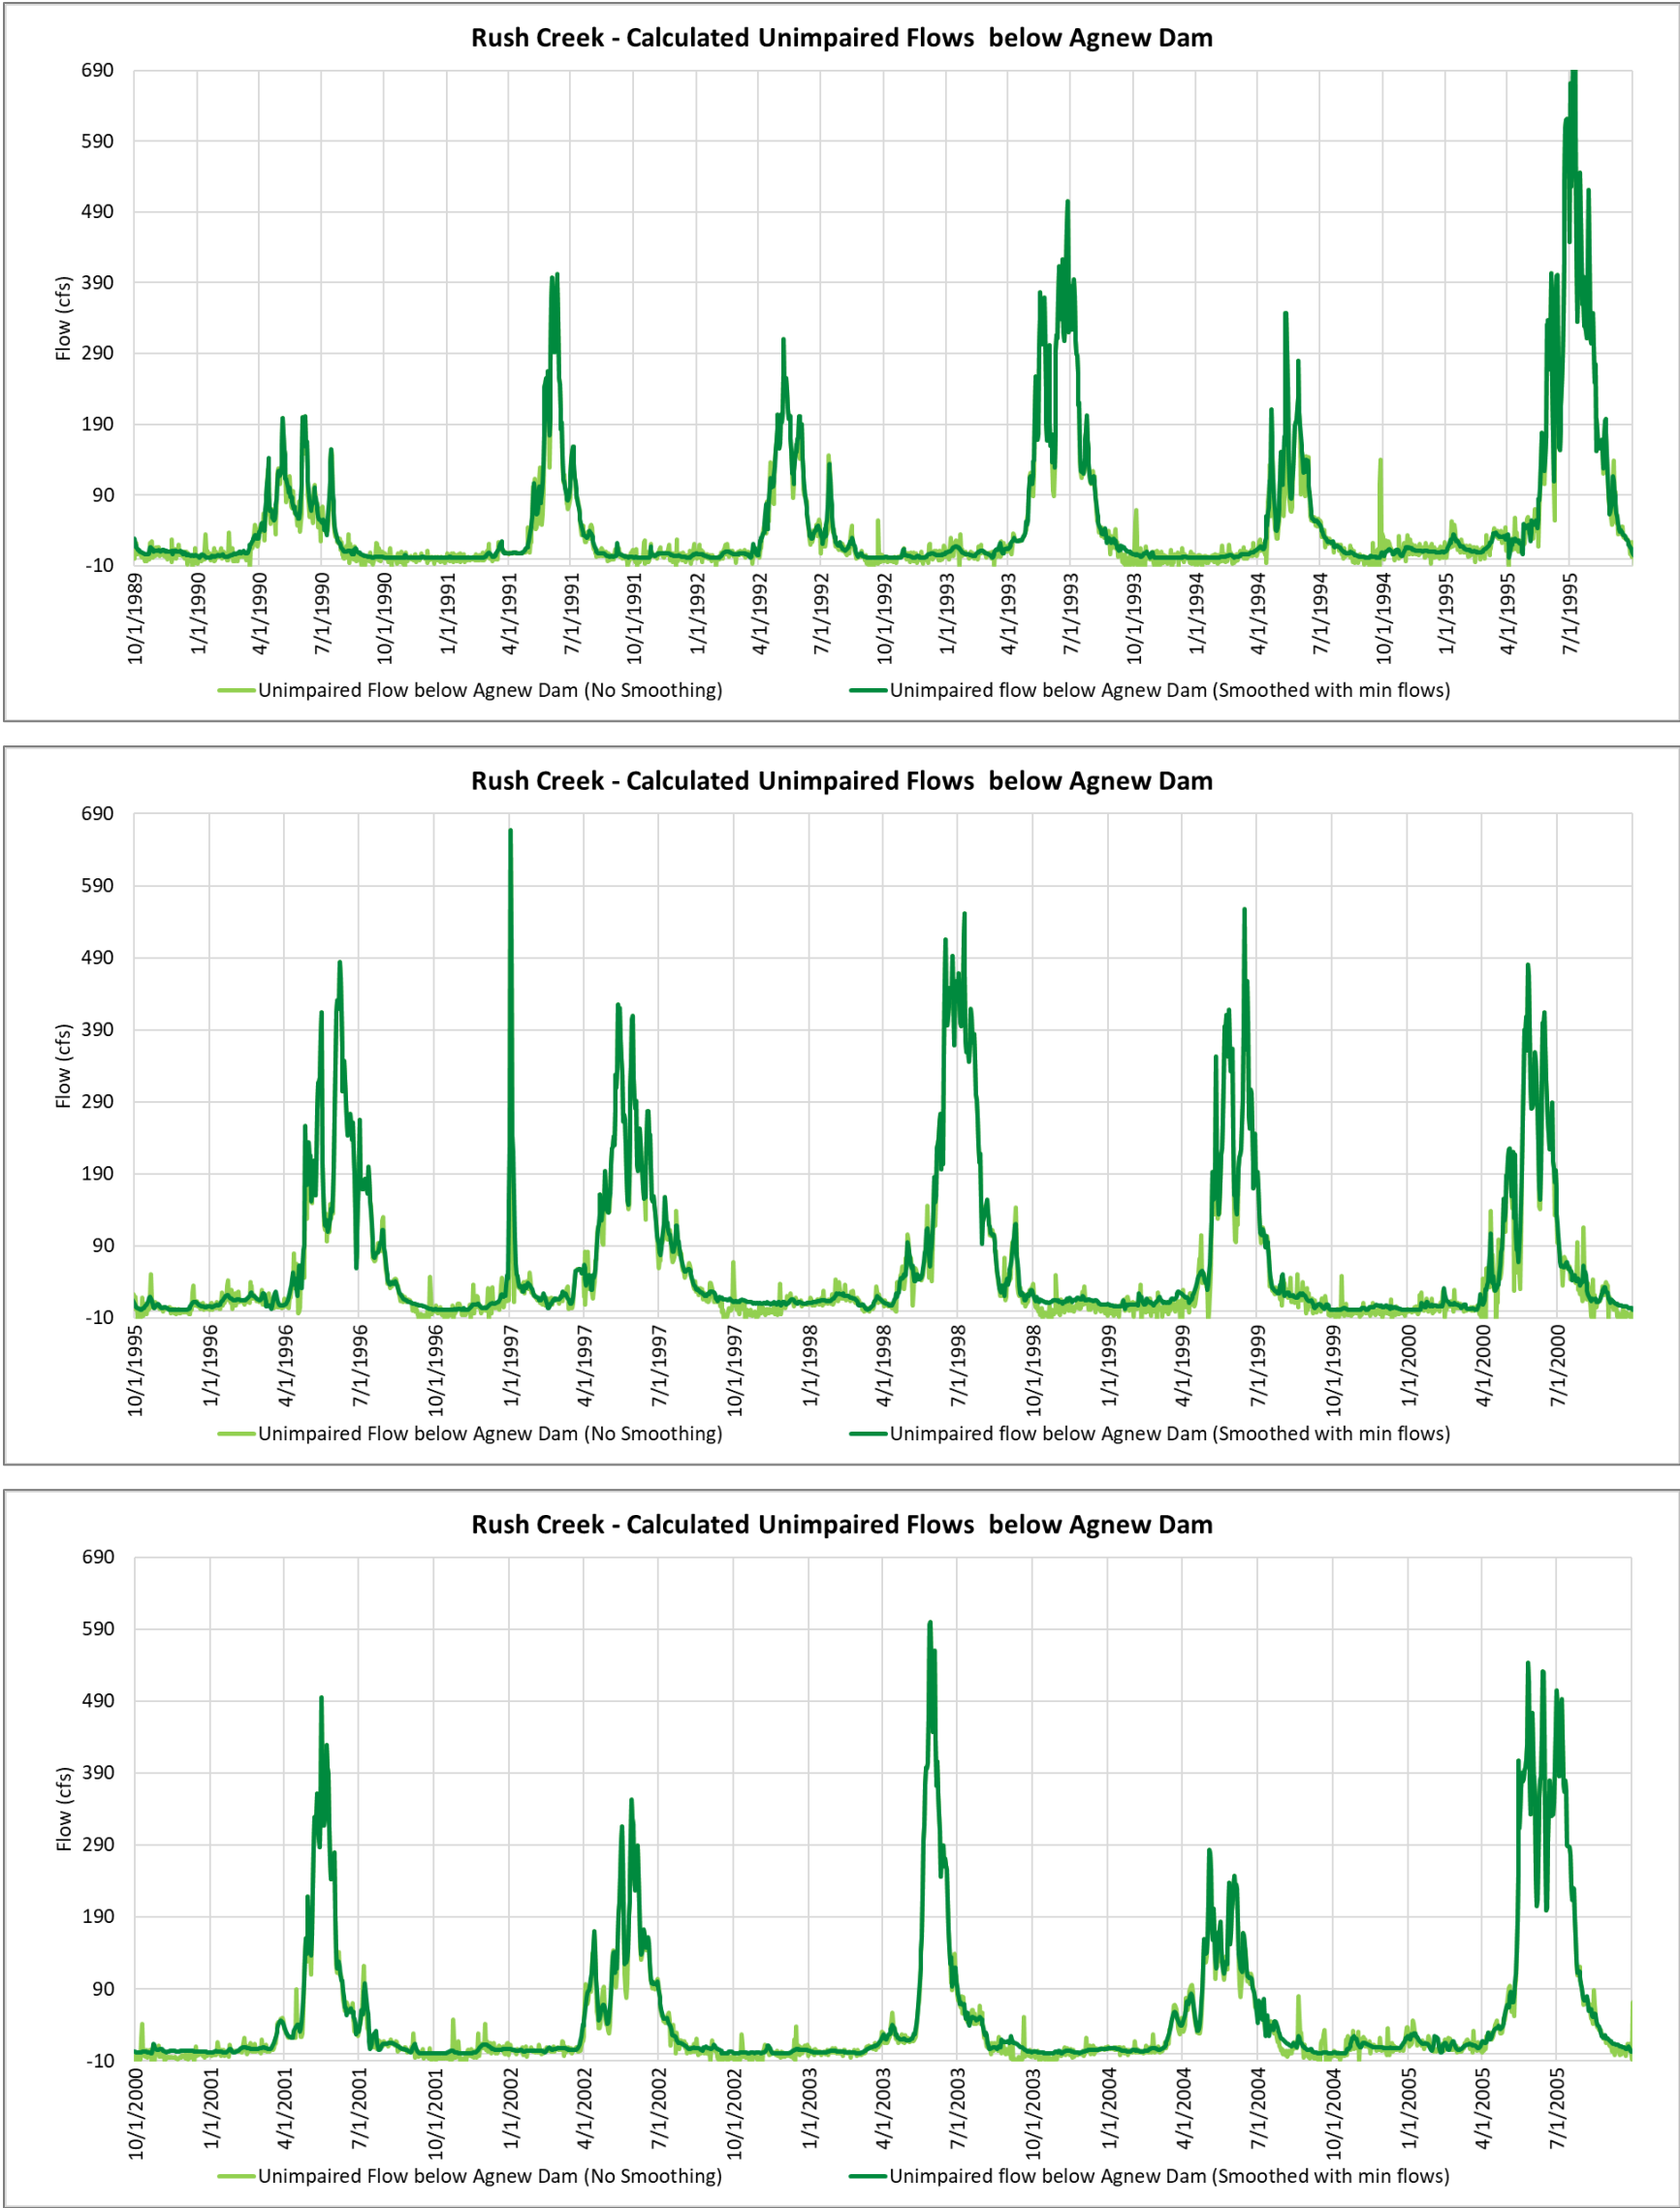 Rush Creek - Calculated Unimpaired Flows  below Agnew Dam
Flow (cfs)
690
590
490
390
290
190
90
-10
10/1/1989 1/1/1990 4/1/1990 7/1/1990 10/1/1990 1/1/1991 4/1/1991 7/1/1991 10/1/1991 1/1/1992 4/1/1992 7/1/1992 10/1/1992 1/1/1993 4/1/1993 7/1/1993 10/1/1993 1/1/1994 4/1/1994 7/1/1994 10/1/1994 1/1/1995 4/1/1995 7/1/1995
Unimpaired Flow below Agnew Dam (No Smoothing) Unimpaired flow below Agnew Dam (Smoothed with min flows)
Rush Creek - Calculated Unimpaired Flows  below Agnew Dam
Flow (cfs)
690
590
490
390
290
190
90
-10
10/1/1995 1/1/1996 4/1/1996 7/1/1996 10/1/1996 1/1/1997 4/1/1997 7/1/1997 10/1/1997 1/1/1998 4/1/1998 7/1/1998 10/1/1998 1/1/1999 4/1/1999 7/1/1999 10/1/1999 1/1/2000 4/1/2000 7/1/2000
Unimpaired Flow below Agnew Dam (No Smoothing) Unimpaired flow below Agnew Dam (Smoothed with min flows)
Rush Creek - Calculated Unimpaired Flows  below Agnew Dam
Flow (cfs)
690
590
490
390
290
190
90
-10
10/1/2000 1/1/2001 4/1/2001 7/1/2001 10/1/2001 1/1/2002 4/1/2002 7/1/2002 10/1/2002 1/1/2003 4/1/2003 7/1/2003 10/1/2003 1/1/2004 4/1/2004 7/1/2004 10/1/2004 1/1/2005 4/1/2005 7/1/2005
Unimpaired Flow below Agnew Dam (No Smoothing) Unimpaired flow below Agnew Dam (Smoothed with min flows)